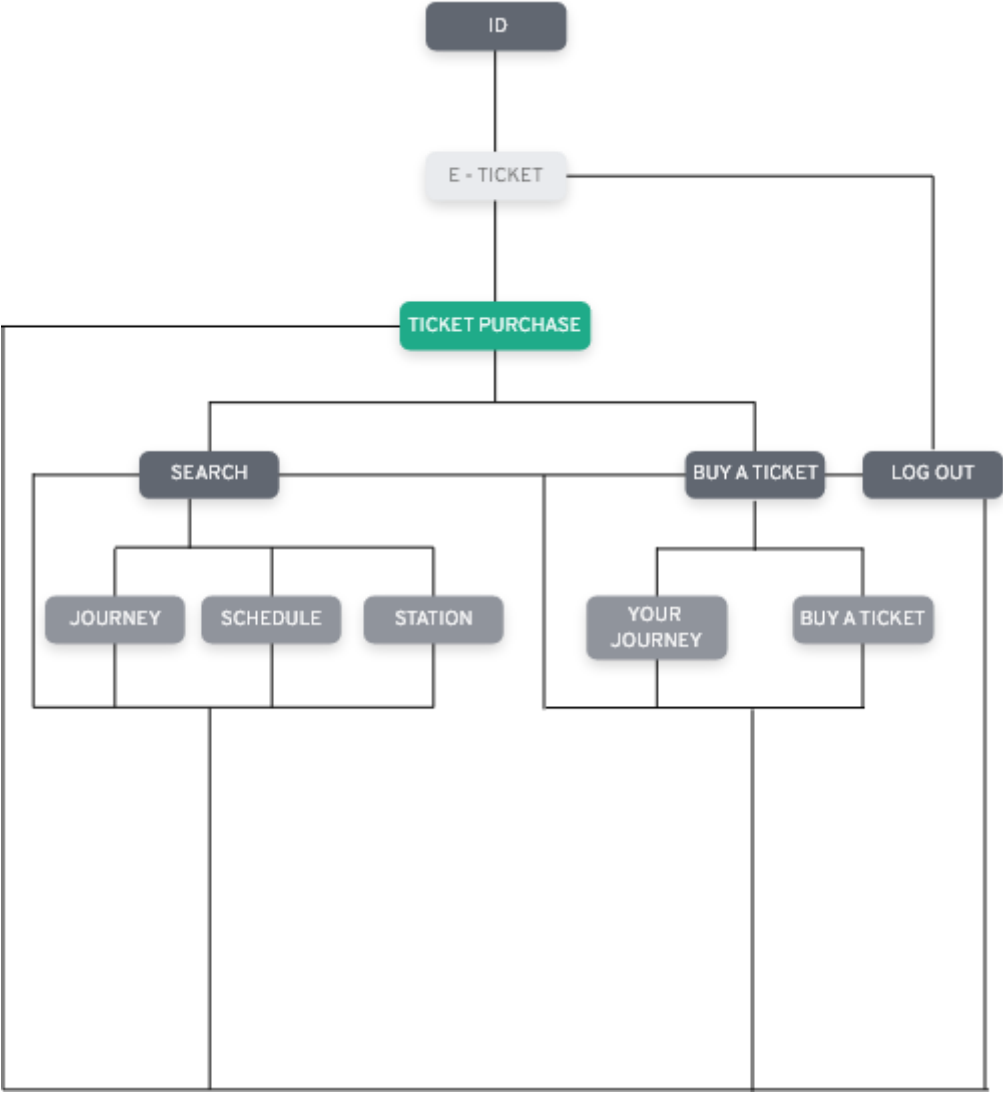 ID
E - TICKET
TICKET PURCHASE
SEARCH
BUY A TICKET
LOG OUT
JOURNEY
SCHEDULE
STATION
YOUR
JOURNEY
BUY A TICKET